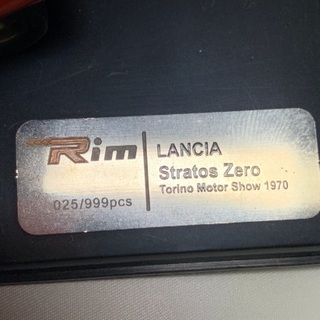 Rim
025/999pcs
LANCIA
Stratos Zero
Torino Motor Show 1970